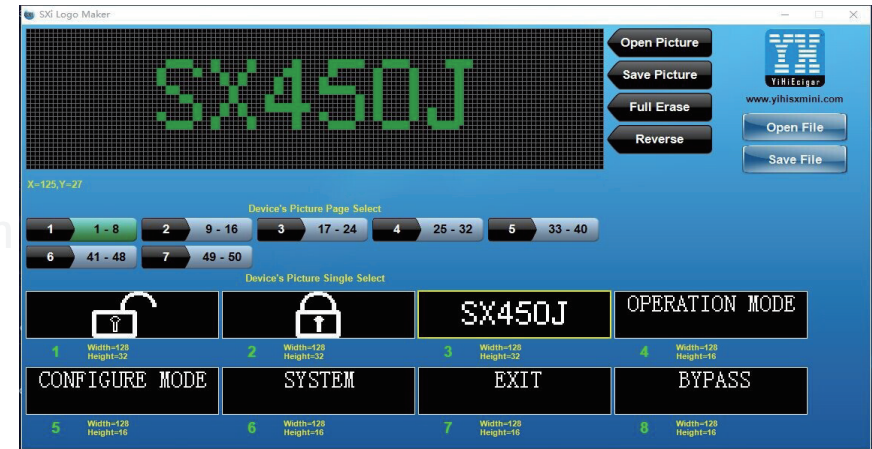 SXi Logo Maker
SX450J
Open Picture
Save Picture
Full Erase
Reverse
YiHiEcigar
www.yihisxmini.com
Open File
Save File
X=125,Y=27
Device's Picture Page Select
1 1 - 8 2 9 - 16 3 17 - 24 4 25 - 32 5 33 - 40
6 41 - 48 7 49 - 50
Device's Picture Single Select
SX450J OPERATION MODE
1 Width=128 Height=32 2 Width=128 Height=32 3 Width=128 Height=32 4 Width=128 Height=16
CONFIGURE MODE SYSTEM EXIT BYPASS
5 Width=128 Height=16 6 Width=128 Height=16 7 Width=128 Height=16 8 Width=128 Height=16